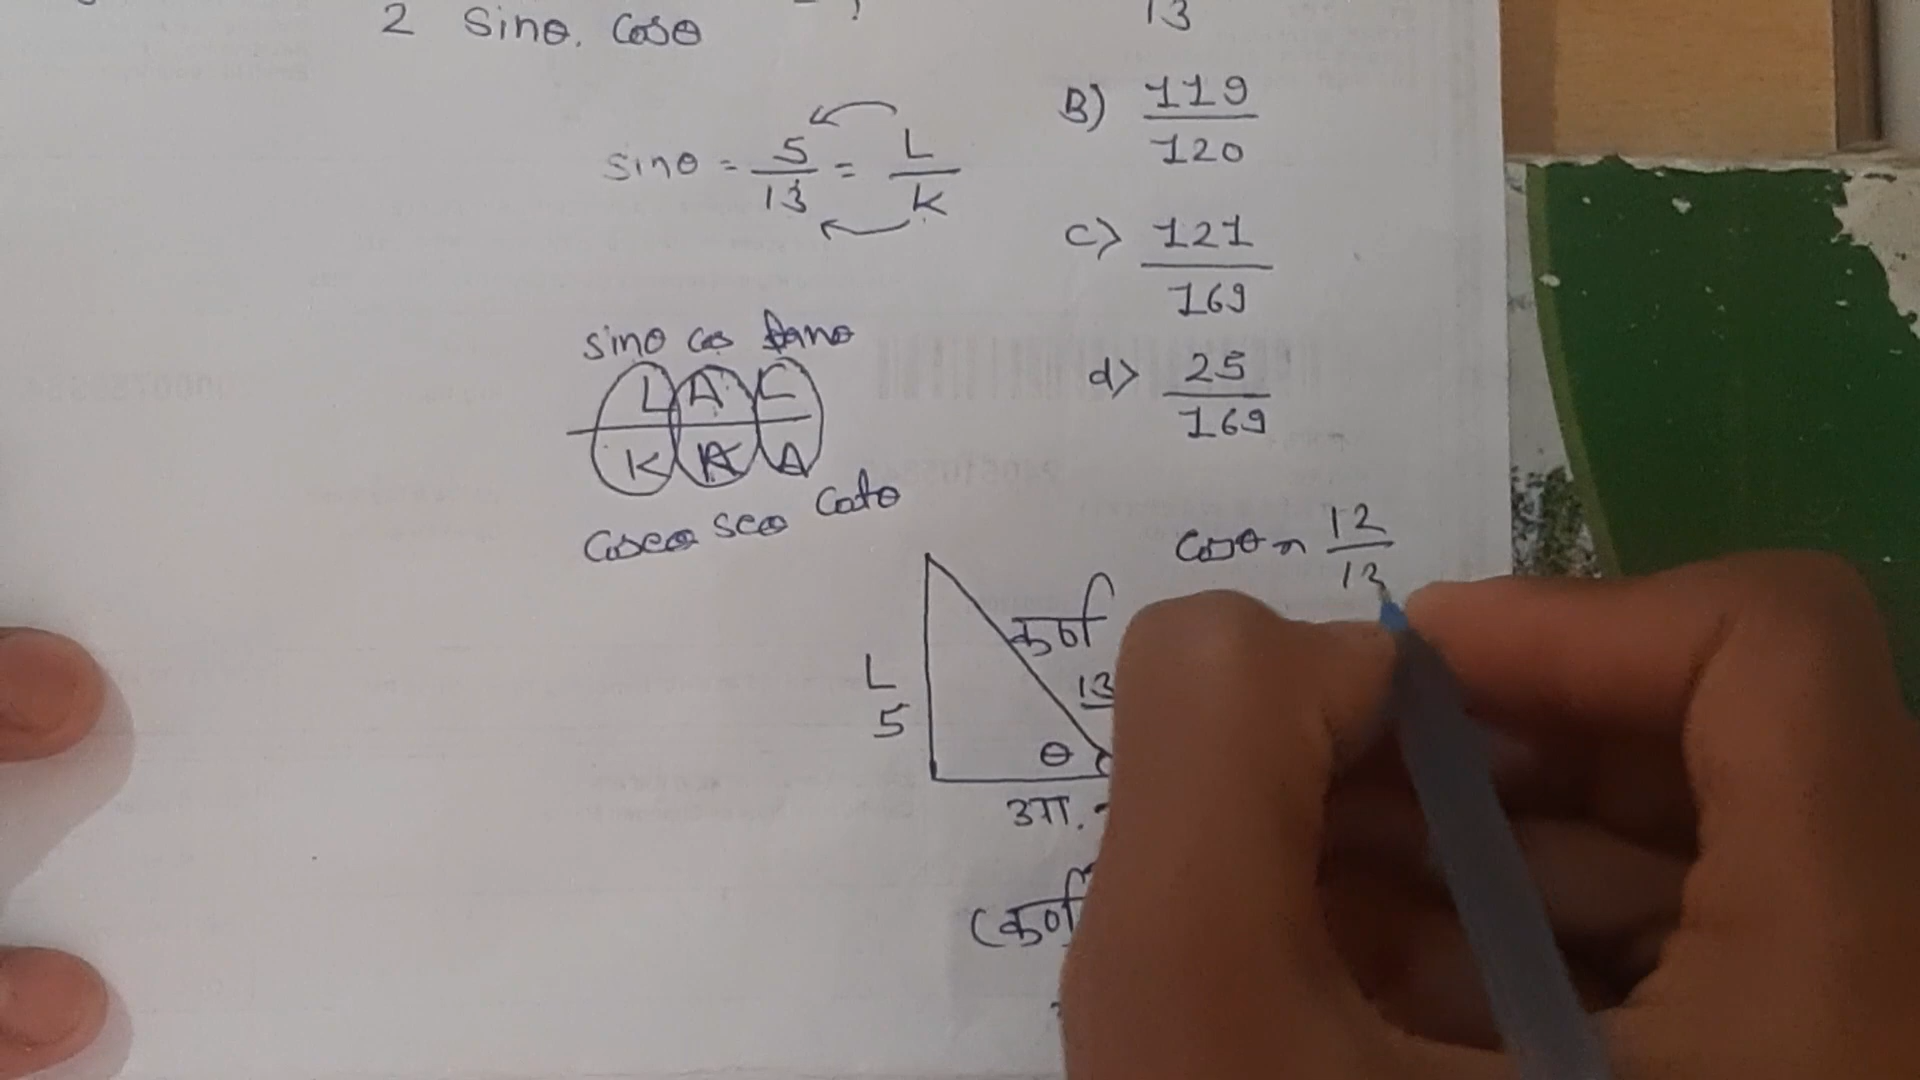 2 sinθ. cosθ
13
B) 119/120
sinθ = 5/13 = L/K
C) 121/169
sinθ cos tanθ
L A L
K K A
d) 25/169
cosec secθ cotθ
cosθ = 12/13
कर्ण
L
13
5
θ
आ.
(कर्ण